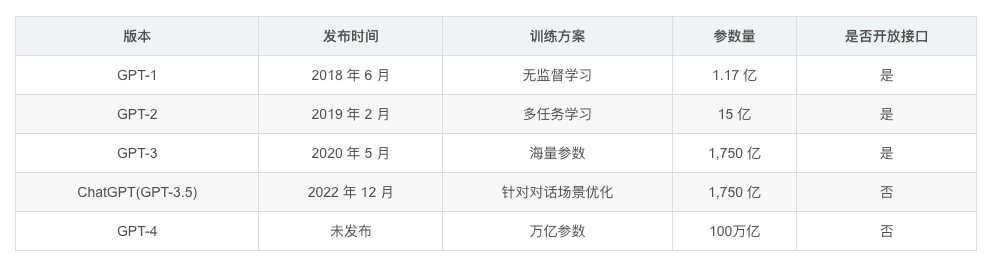 版本 发布时间 训练方案 参数量 是否开放接口
GPT-1 2018 年 6 月 无监督学习 1.17 亿 是
GPT-2 2019 年 2 月 多任务学习 15 亿 是
GPT-3 2020 年 5 月 海量参数 1,750 亿 是
ChatGPT(GPT-3.5) 2022 年 12 月 针对对话场景优化 1,750 亿 否
GPT-4 未发布 万亿参数 100万亿 否